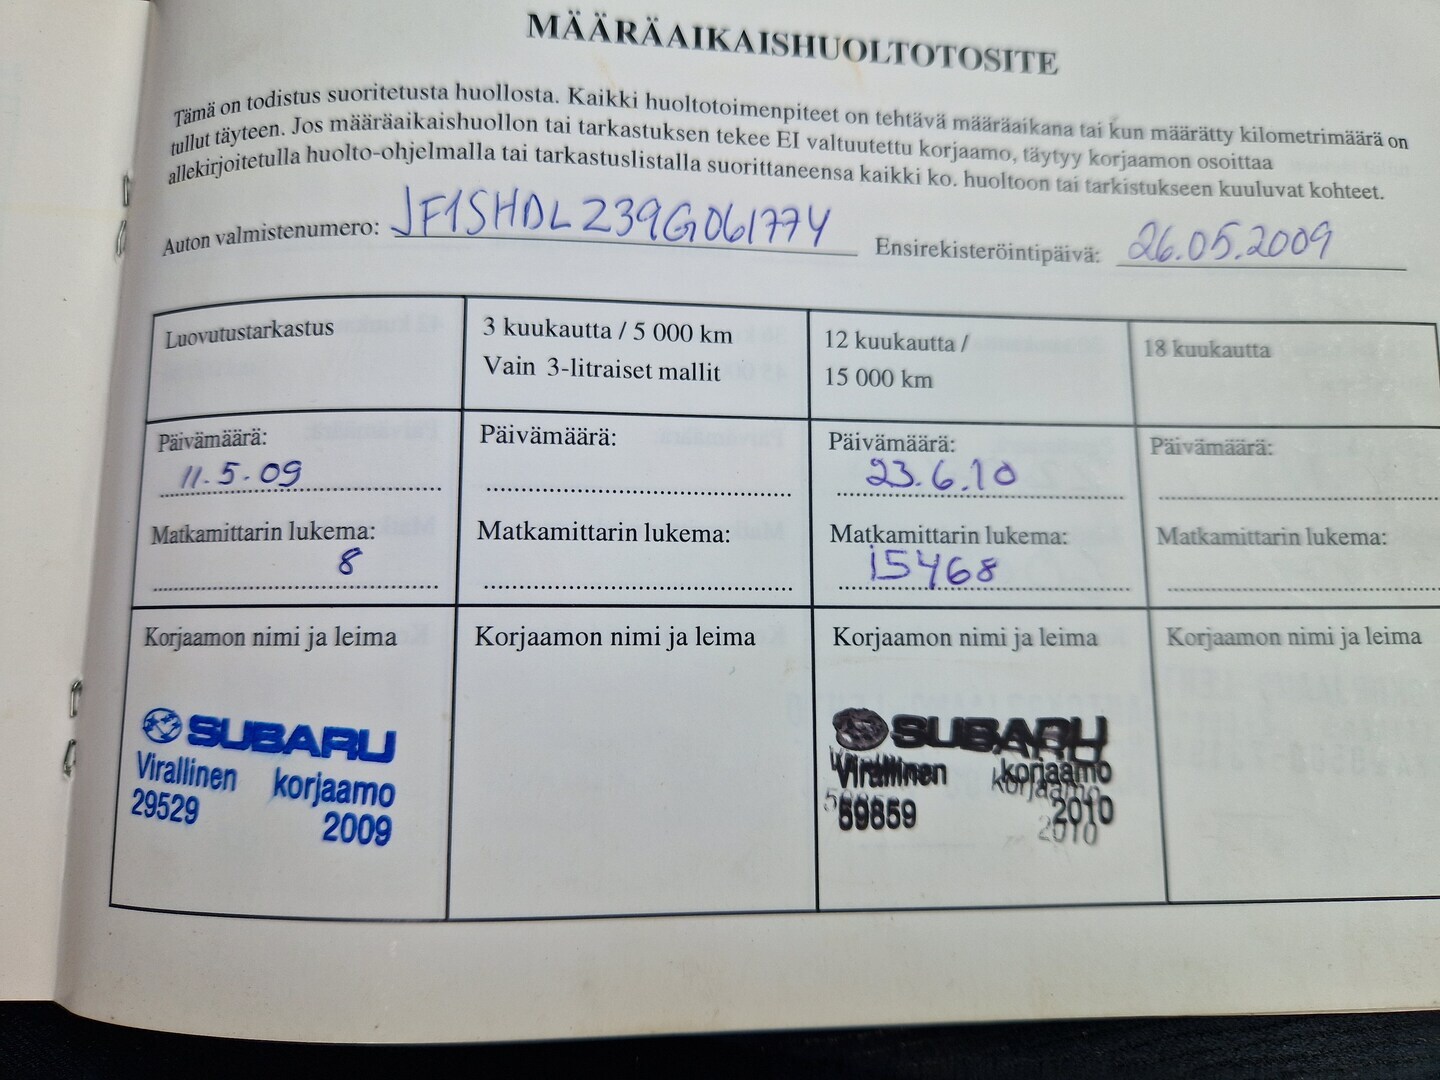 MÄÄRÄAIKAISHUOLTOTOSITE
Tämä on todistus suoritetusta huollosta. Kaikki huoltotoimenpiteet on tehtävä määräaikana tai kun määrätty kilometrimäärä on
tullut täyteen. Jos määräaikaishuollon tai tarkastuksen tekee EI valtuutettu korjaamo, täytyy korjaamon osoittaa
allekirjoitetulla huolto-ohjelmalla tai tarkastuslistalla suorittaneensa kaikki ko. huoltoon tai tarkistukseen kuuluvat kohteet.
Auton valmistenumero: JF1SHDLZ39G061774 Ensirekisteröintipäivä: 26.05.2009
Luovutustarkastus
3 kuukautta / 5 000 km
Vain 3-litraiset mallit
12 kuukautta /
15 000 km
18 kuukautta
Päivämäärä:
11.5.09
Päivämäärä:
Päivämäärä:
23.6.10
Päivämäärä:
Matkamittarin lukema:
8
Matkamittarin lukema:
Matkamittarin lukema:
15468
Matkamittarin lukema:
Korjaamon nimi ja leima
SUBARU
Virallinen korjaamo
29529 2009
Korjaamon nimi ja leima
Korjaamon nimi ja leima
SUBARU
Virallinen korjaamo
59859 2010
Korjaamon nimi ja leima